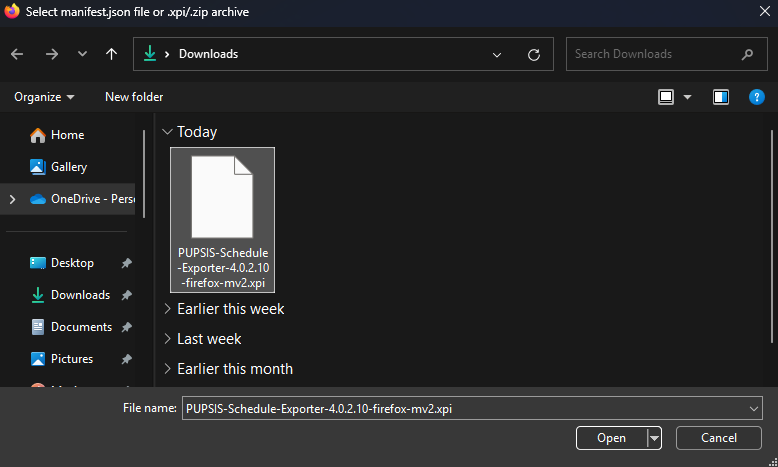 Select manifest.json file or .xpi/.zip archive
Downloads
Search Downloads
Organize
New folder
Home
Gallery
OneDrive - Pers
Desktop
Downloads
Documents
Pictures
Today
PUPSIS-Schedule
-Exporter-4.0.2.10
-firefox-mv2.xpi
Earlier this week
Last week
Earlier this month
File name:
PUPSIS-Schedule-Exporter-4.0.2.10-firefox-mv2.xpi
Open
Cancel